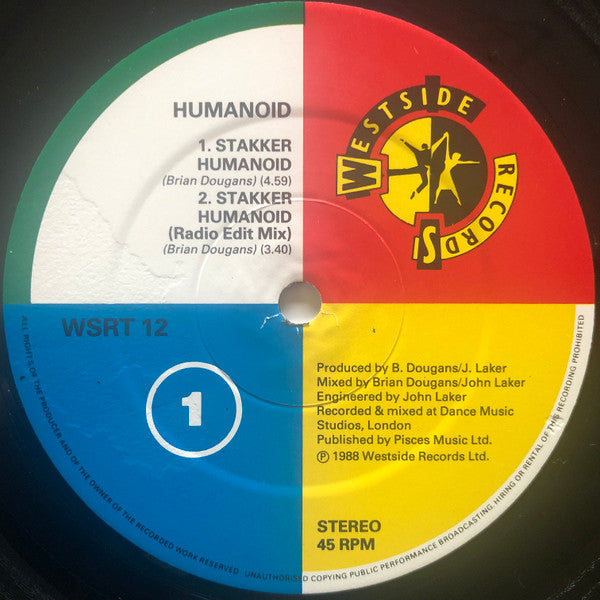 HUMANOID
1. STAKKER
HUMANOID
(Brian Dougans) (4.59)
2. STAKKER
HUMANOID
(Radio Edit Mix)
(Brian Dougans) (3.40)
WESTSIDE
RECORDS
WSRT 12
1
Produced by B. Dougans/J. Laker
Mixed by Brian Dougans/John Laker
Engineered by John Laker
Recorded & mixed at Dance Music
Studios, London
Published by Pisces Music Ltd.
℗ 1988 Westside Records Ltd.
STEREO
45 RPM
ALL RIGHTS OF THE PRODUCER AND OF THE OWNER OF THE RECORDED WORK RESERVED UNAUTHORISED COPYING PUBLIC PERFORMANCE BROADCASTING, HIRING OR RENTAL OF THIS RECORDING PROHIBITED